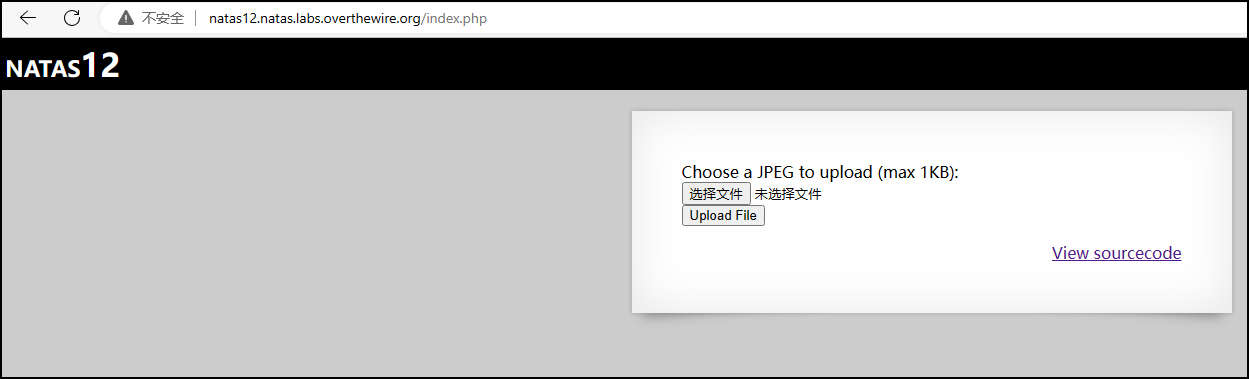 不安全 natas12.natas.labs.overthewire.org/index.php
NATAS12
Choose a JPEG to upload (max 1KB):
选择文件 未选择文件
Upload File
View sourcecode